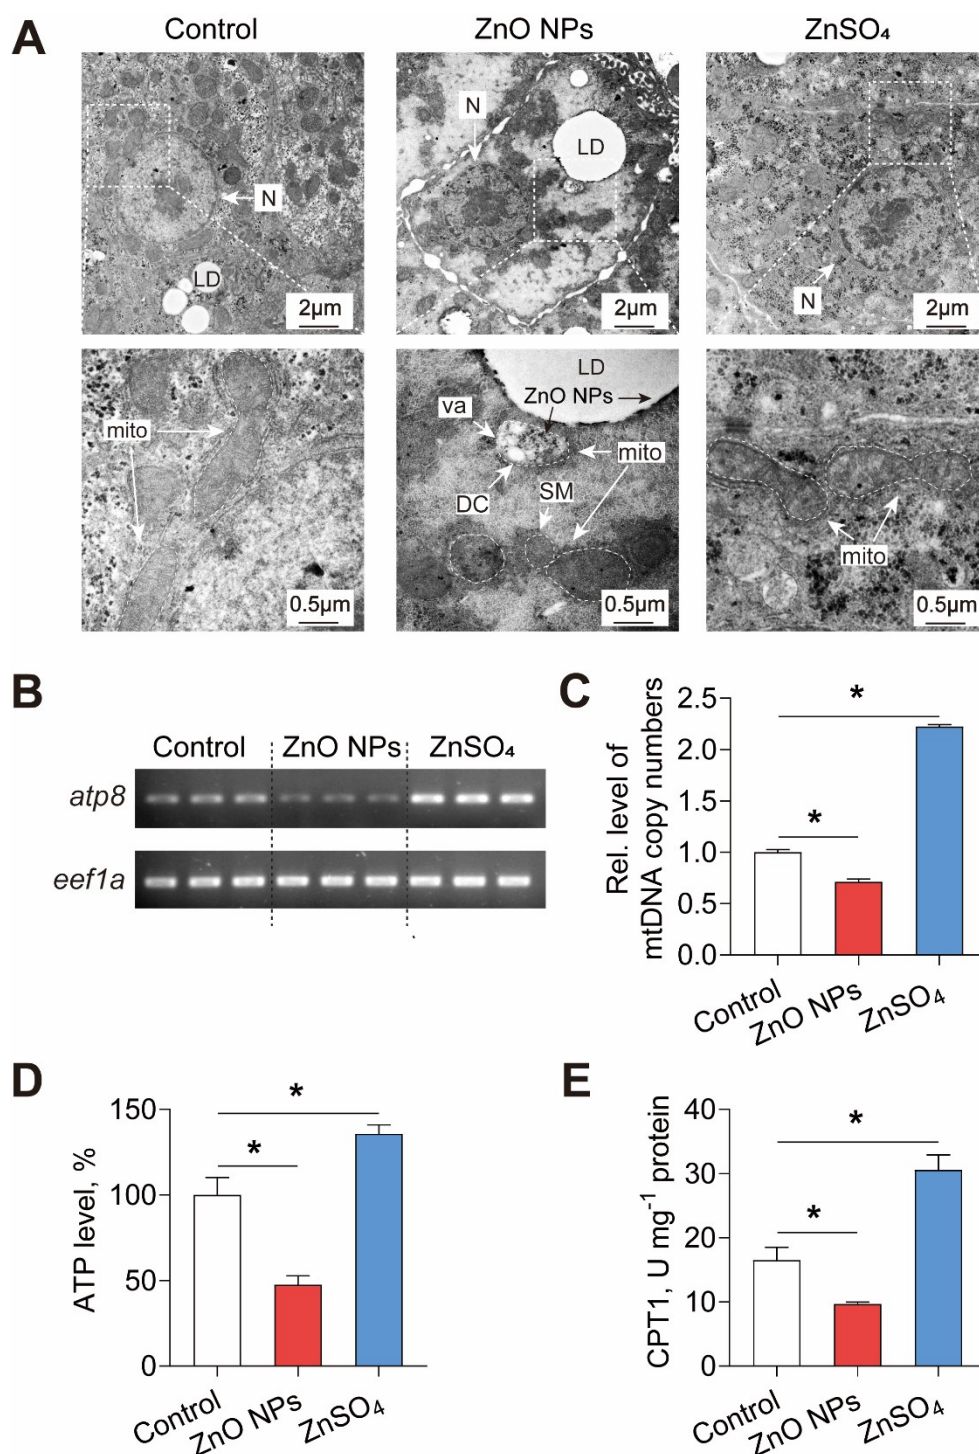 A
Control
ZnO NPs
ZnSO₄
N
LD
2μm
N
LD
2μm
N
2μm
mito
0.5μm
LD
ZnO NPs
va
mito
DC
SM
0.5μm
mito
0.5μm
B
Control
ZnO NPs
ZnSO₄
atp8
eef1a
C
Rel. level of
mtDNA copy numbers
2.5
2.0
1.5
1.0
0.5
0.0
*
*
Control
ZnO NPs
ZnSO₄
D
ATP level, %
150
100
50
0
*
*
Control
ZnO NPs
ZnSO₄
E
CPT1, U mg⁻¹ protein
40
30
20
10
0
*
*
Control
ZnO NPs
ZnSO₄